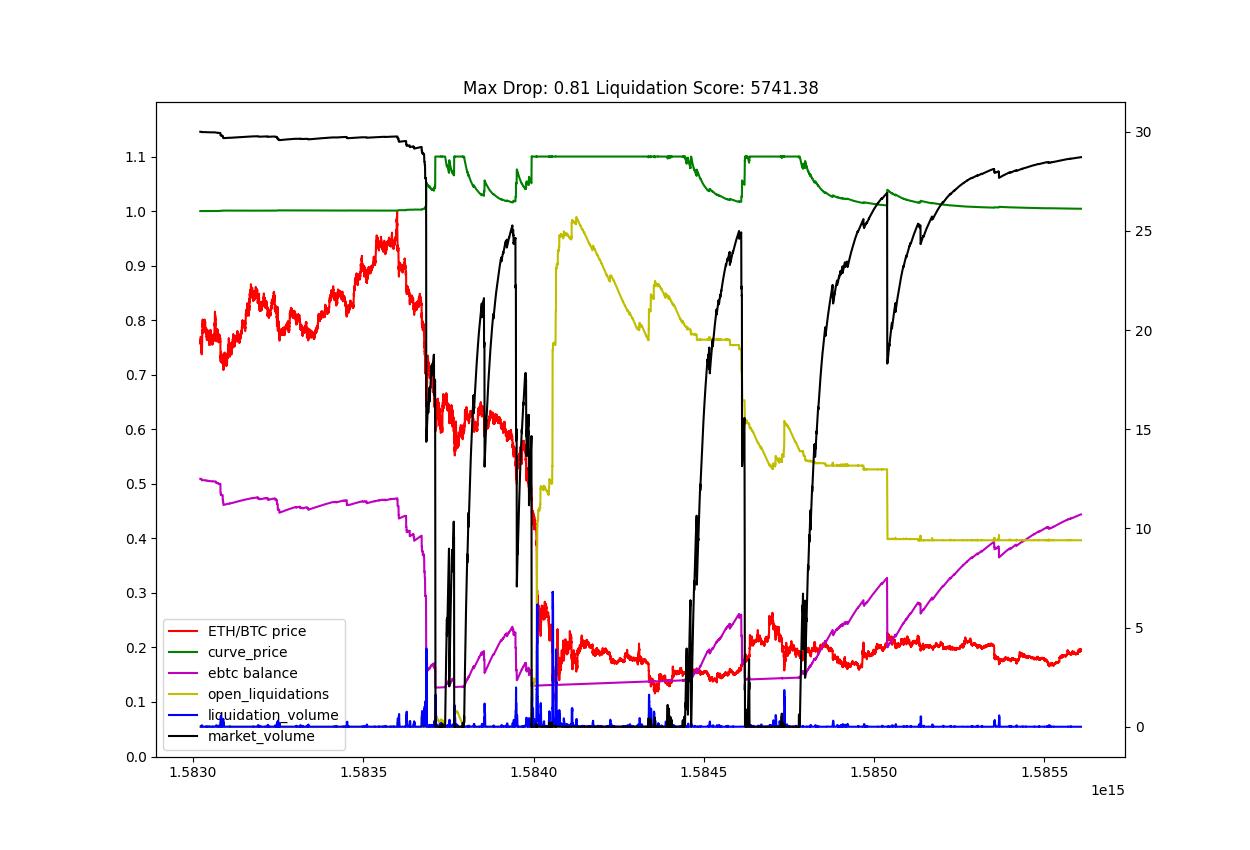 Max Drop: 0.81 Liquidation Score: 5741.38
1.1
1.0
0.9
0.8
0.7
0.6
0.5
0.4
0.3
0.2
0.1
0.0
30
25
20
15
10
5
0
ETH/BTC price
curve_price
ebtc balance
open_liquidations
liquidation_volume
market_volume
1.5830 1.5835 1.5840 1.5845 1.5850 1.5855
1e15